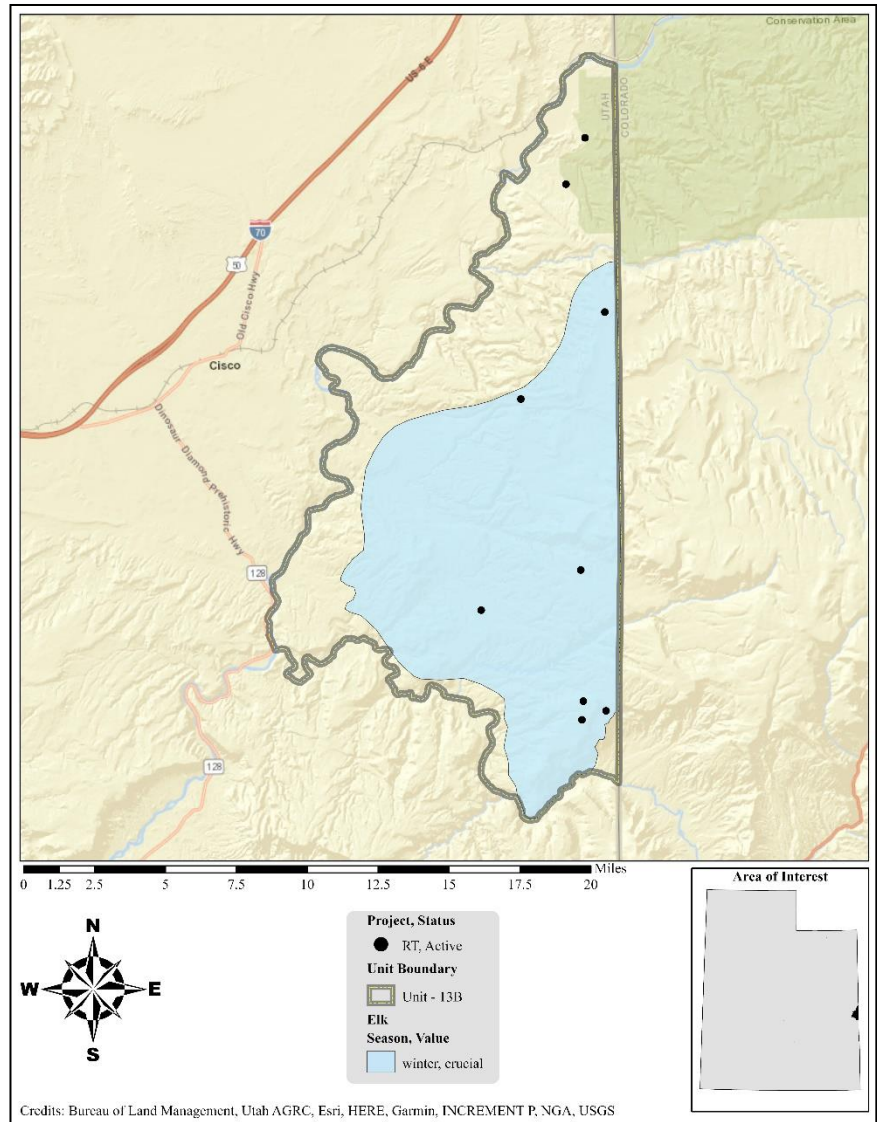 Conservation Area
US-6 E
UTAH
COLORADO
70
50
Old Cisco Hwy
Cisco
Dinosaur Diamond Prehistoric Hwy
128
128
Miles
0 1.25 2.5 5 7.5 10 12.5 15 17.5 20
Area of Interest
N
W E
S
Project, Status
RT, Active
Unit Boundary
Unit - 13B
Elk
Season, Value
winter, crucial
Credits: Bureau of Land Management, Utah AGRC, Esri, HERE, Garmin, INCREMENT P, NGA, USGS